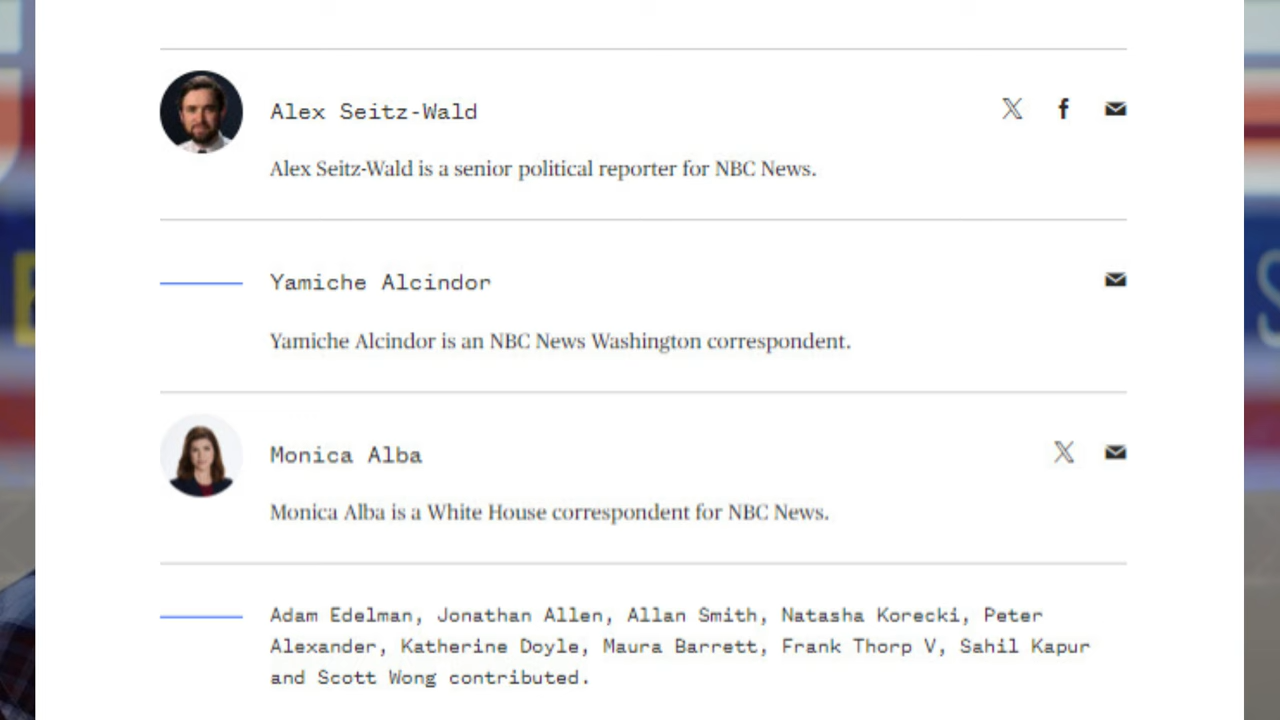 Alex Seitz-Wald
Alex Seitz-Wald is a senior political reporter for NBC News.
Yamiche Alcindor
Yamiche Alcindor is an NBC News Washington correspondent.
Monica Alba
Monica Alba is a White House correspondent for NBC News.
Adam Edelman, Jonathan Allen, Allan Smith, Natasha Korecki, Peter
Alexander, Katherine Doyle, Maura Barrett, Frank Thorp V, Sahil Kapur
and Scott Wong contributed.